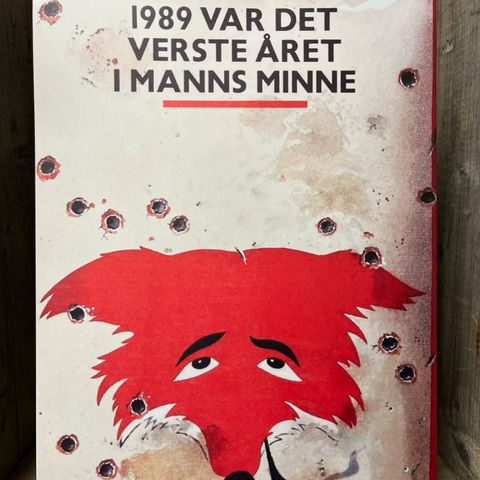 1989 VAR DET
VERSTE ÅRET
I MANNS MINNE